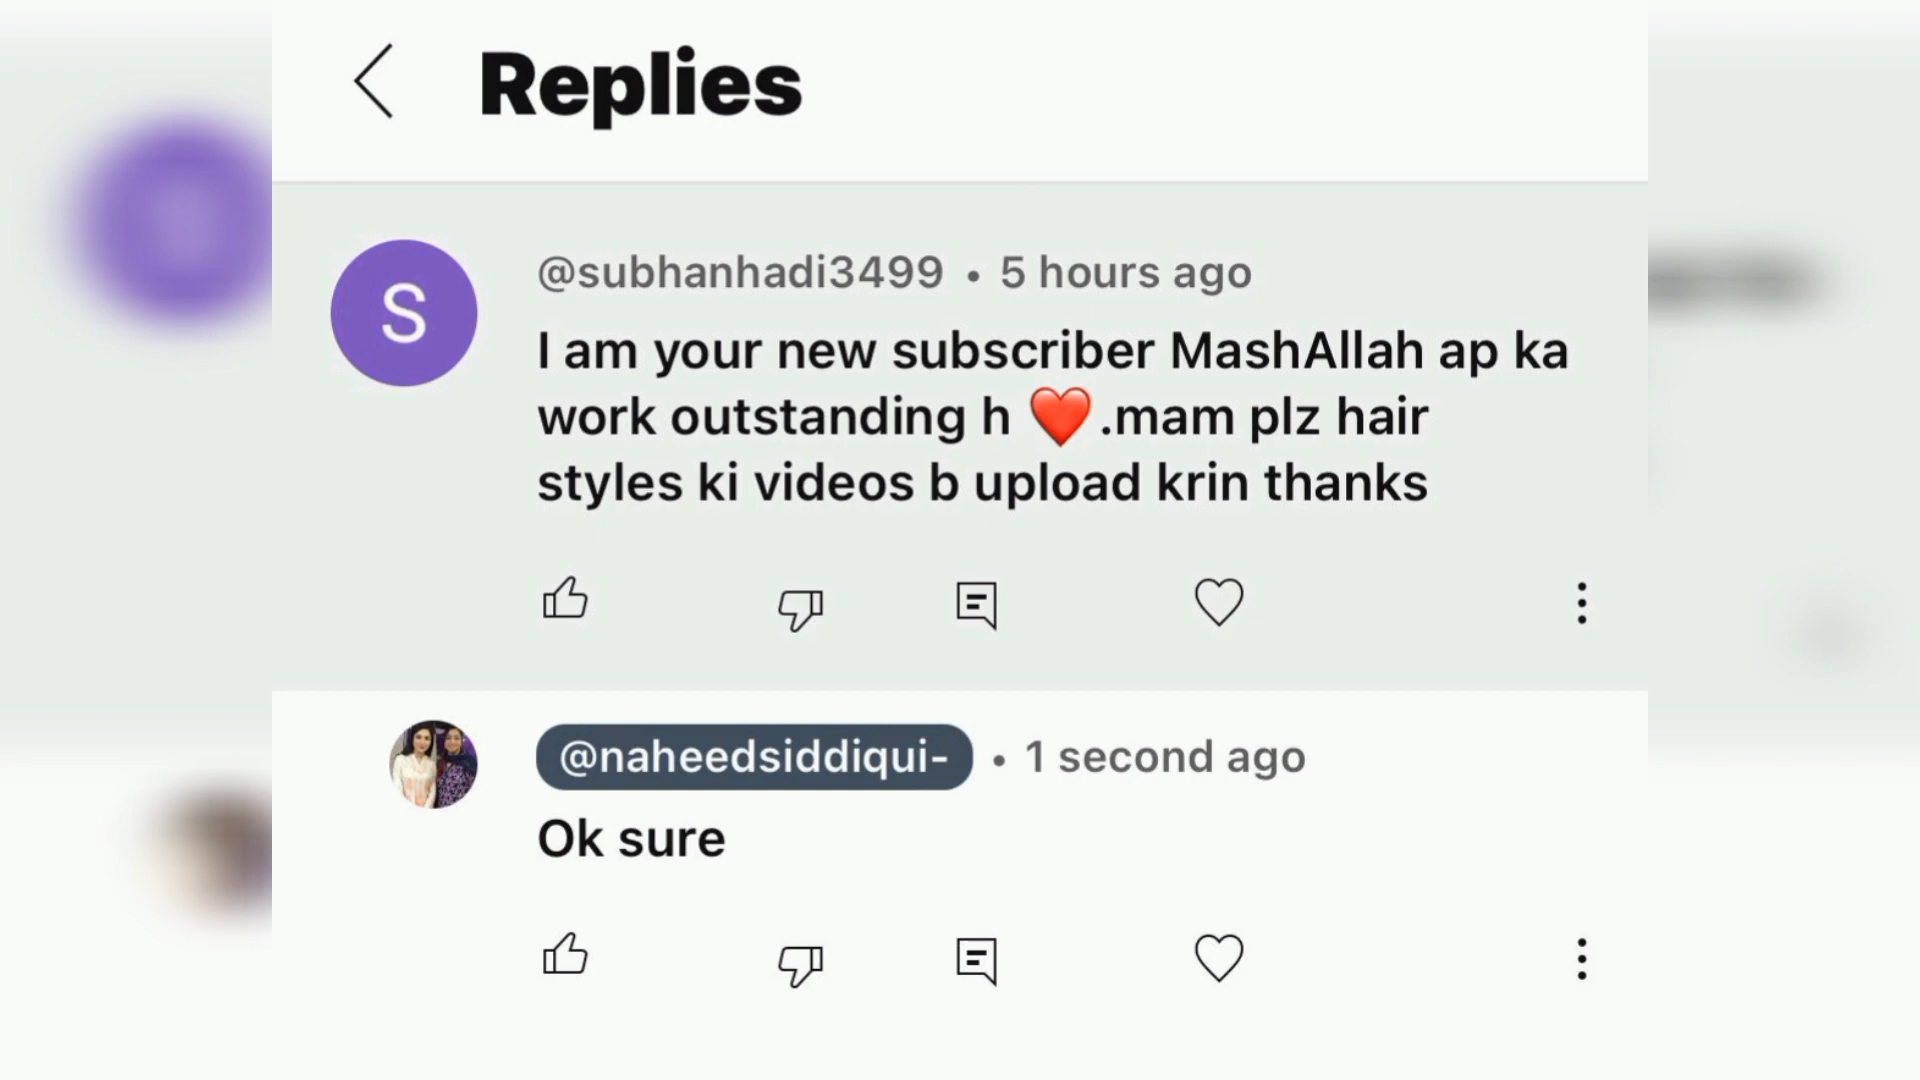 Replies
S
@subhanhadi3499 • 5 hours ago
I am your new subscriber MashAllah ap ka
work outstanding h ❤️.mam plz hair
styles ki videos b upload krin thanks
@naheedsiddiqui- • 1 second ago
Ok sure